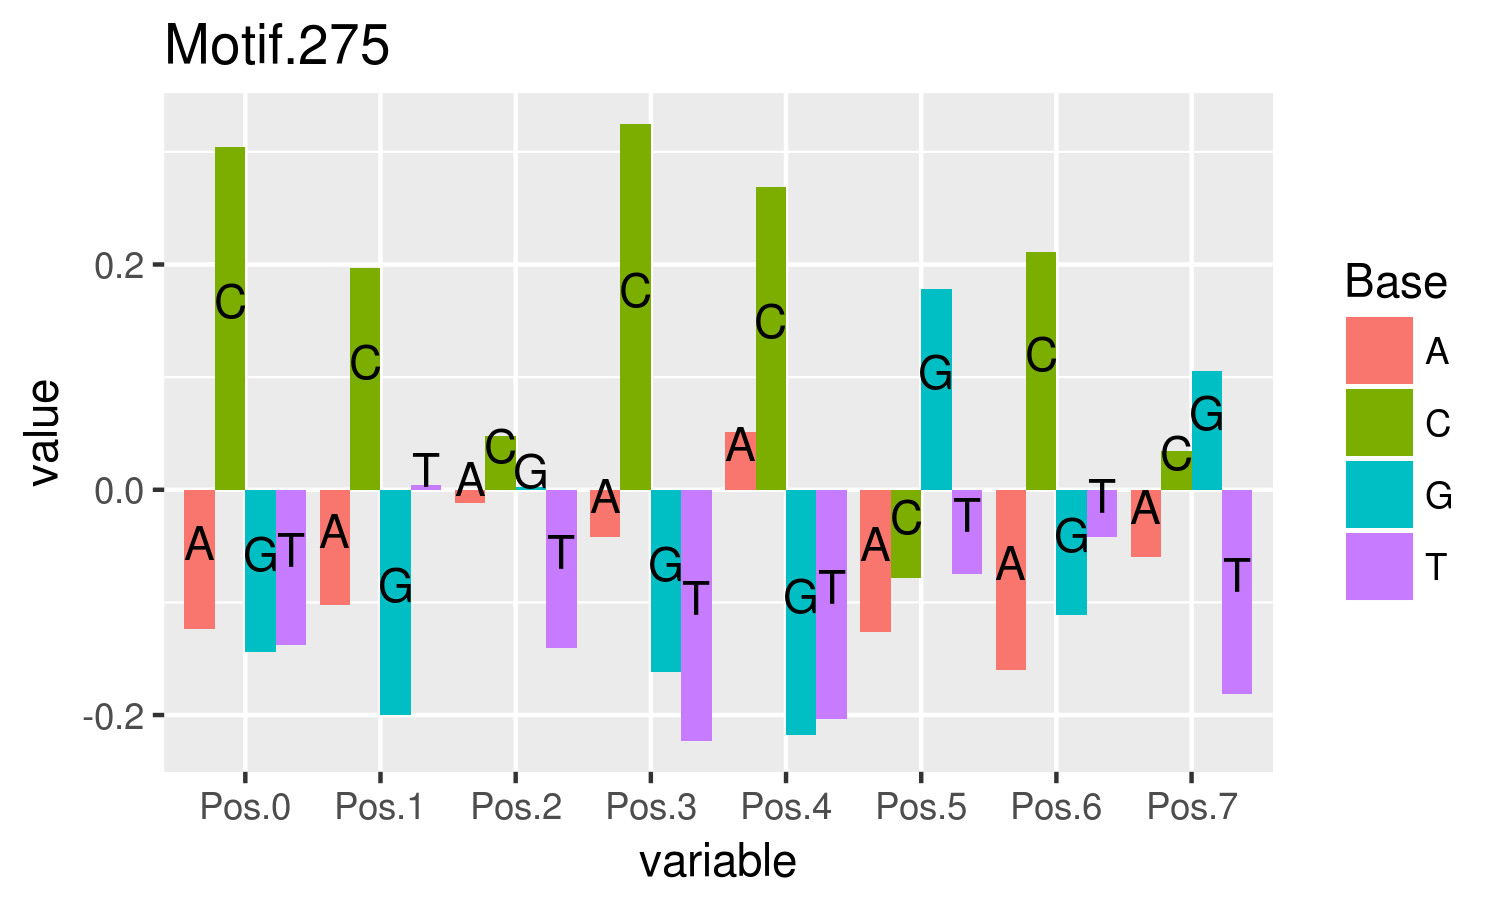 Motif.275
value
0.2
0.0
-0.2
A C G T
A C G T
A C G T
A C G T
A C G T
A C G T
A C G T
A C G T
Pos.0 Pos.1 Pos.2 Pos.3 Pos.4 Pos.5 Pos.6 Pos.7
variable
Base
A
C
G
T